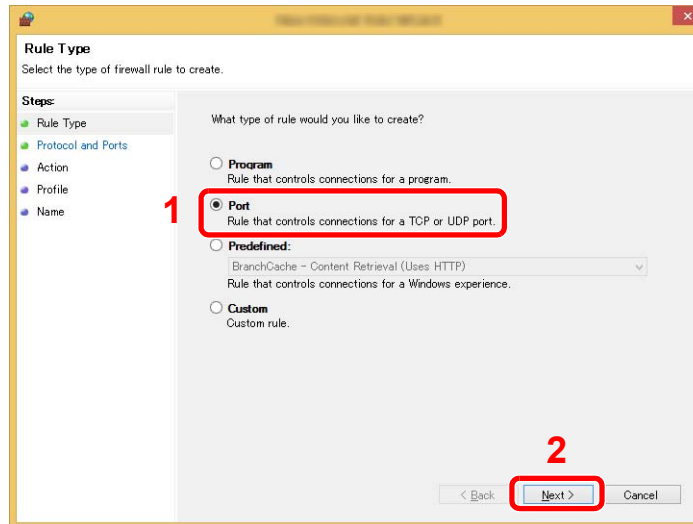 Rule Type
Select the type of firewall rule to create.
Steps:
Rule Type
Protocol and Ports
Action
Profile
Name
What type of rule would you like to create?
Program
Rule that controls connections for a program.
1
Port
Rule that controls connections for a TCP or UDP port.
Predefined:
BranchCache - Content Retrieval (Uses HTTP)
Rule that controls connections for a Windows experience.
Custom
Custom rule.
2
< Back Next > Cancel